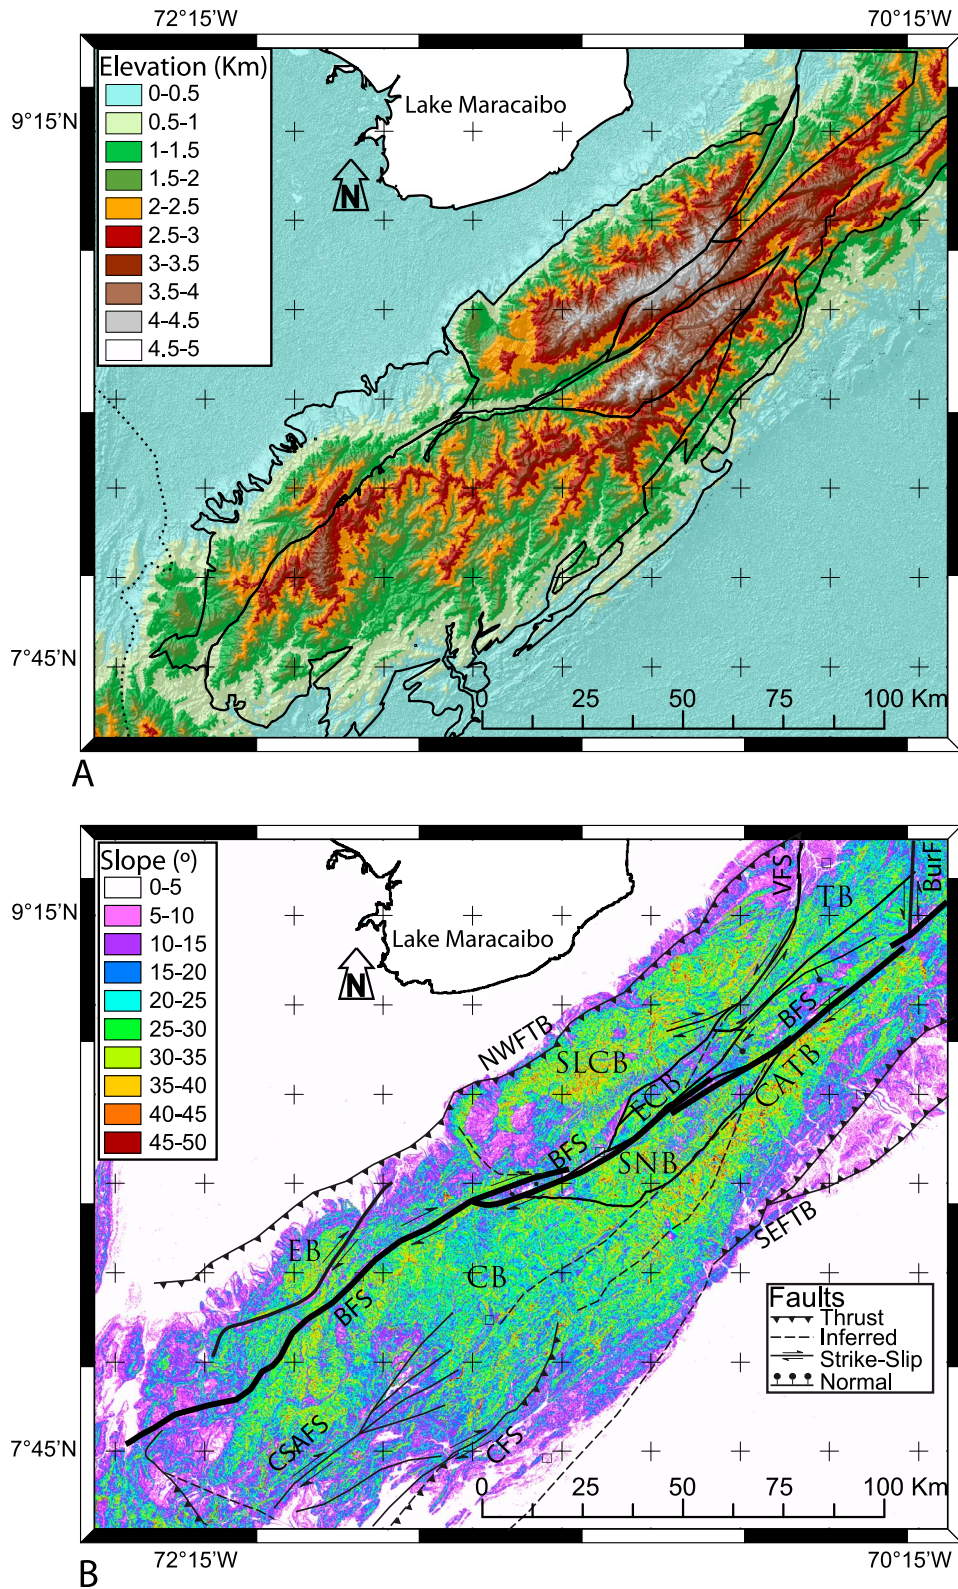 72°15'W 70°15'W
Elevation (Km)
0-0.5
0.5-1
1-1.5
1.5-2
2-2.5
2.5-3
3-3.5
3.5-4
4-4.5
4.5-5
Lake Maracaibo
N
9°15'N
7°45'N
0 25 50 75 100 Km
A
Slope (º)
0-5
5-10
10-15
15-20
20-25
25-30
30-35
35-40
40-45
45-50
Lake Maracaibo
N
9°15'N
VFS
TB
BurF
NWFTB
SLCB
BFS
ECB
CATB
BFS
SNB
SEFTB
EB
CB
BFS
Faults
Thrust
Inferred
Strike-Slip
Normal
CSAFS
CFS
7°45'N
0 25 50 75 100 Km
B
72°15'W 70°15'W